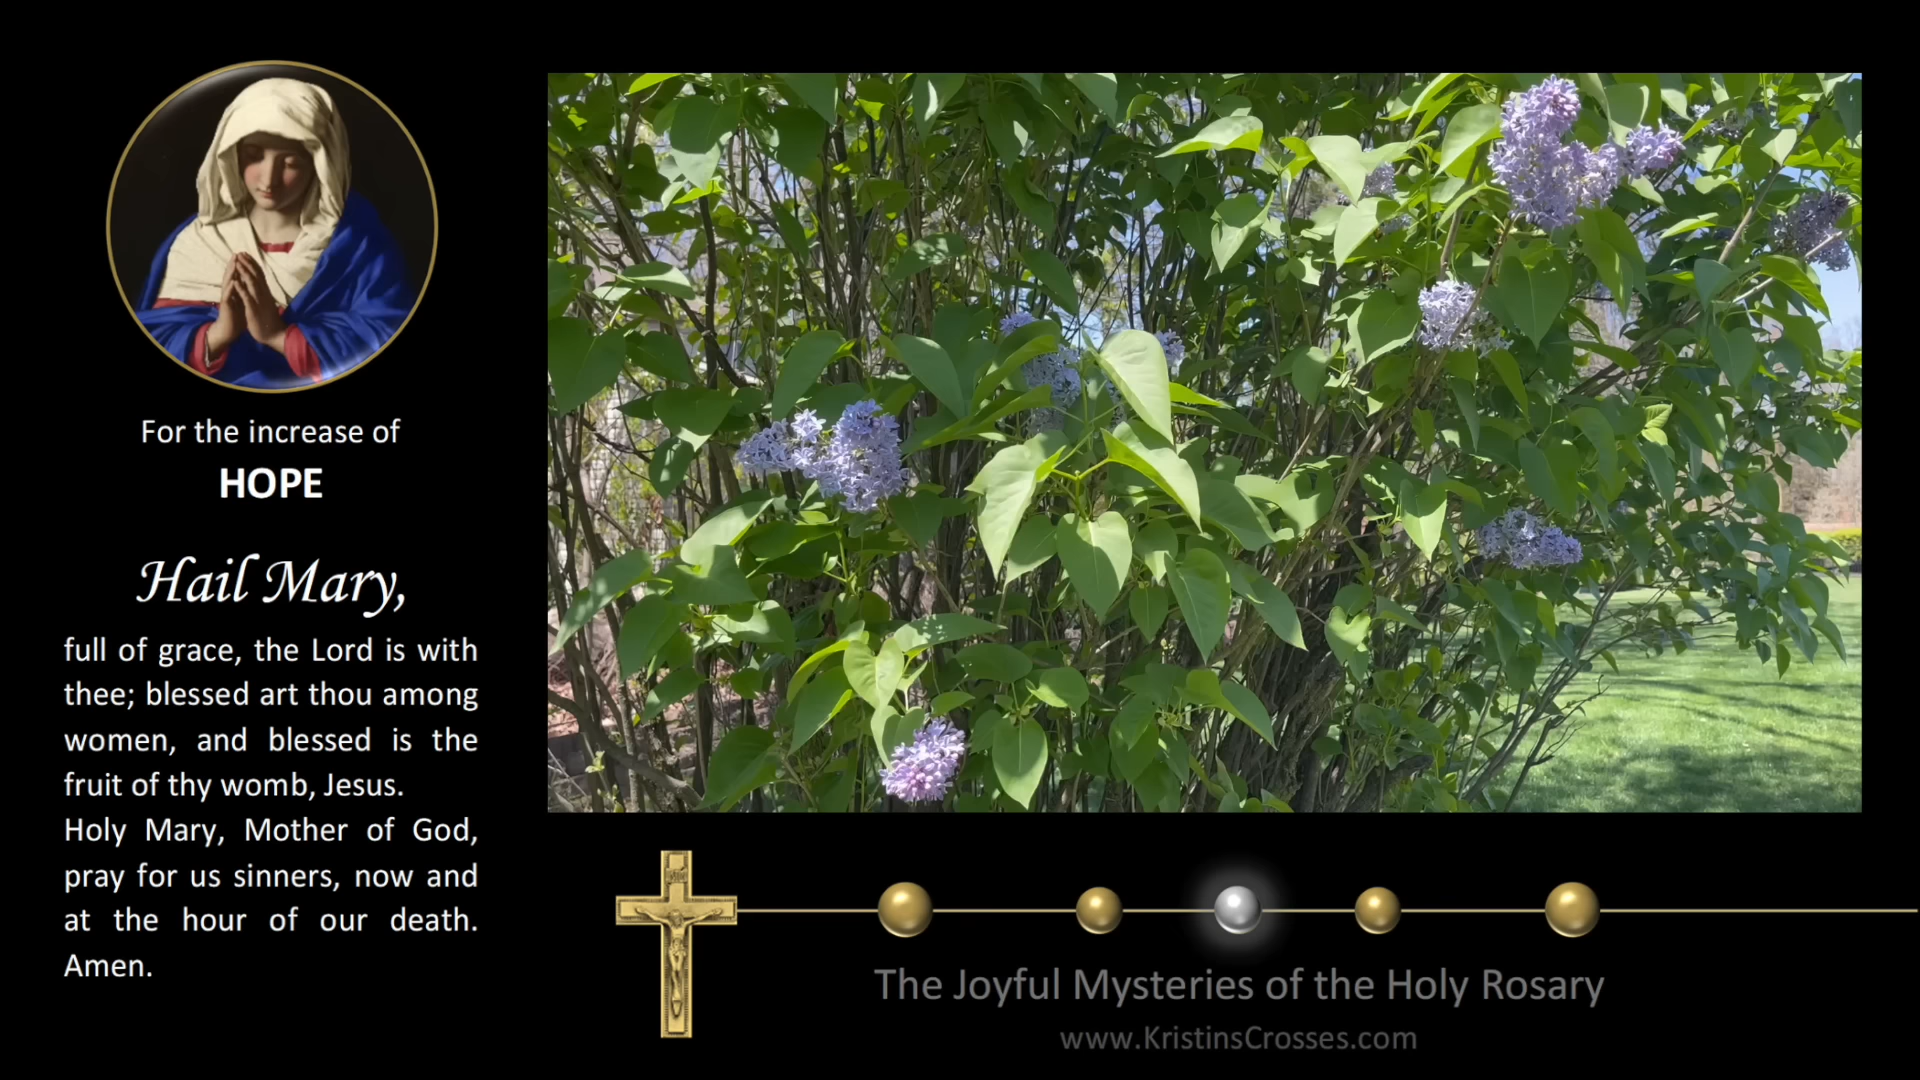 For the increase of
HOPE
Hail Mary,
full of grace, the Lord is with
thee; blessed art thou among
women, and blessed is the
fruit of thy womb, Jesus.
Holy Mary, Mother of God,
pray for us sinners, now and
at the hour of our death.
Amen.
The Joyful Mysteries of the Holy Rosary
www.KristinsCrosses.com